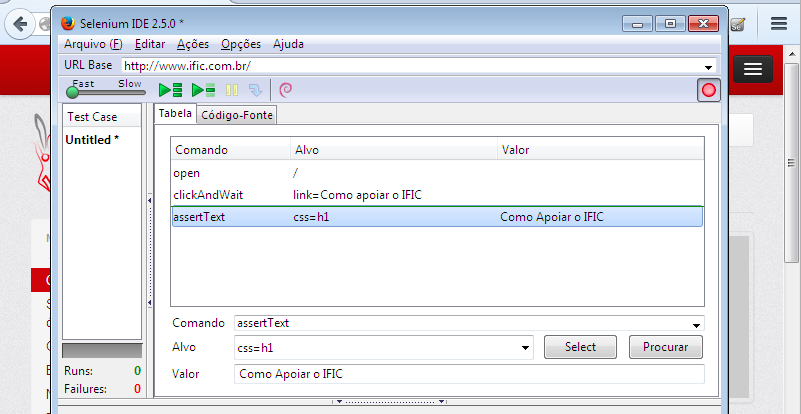 Selenium IDE 2.5.0 *
Arquivo (F) Editar Ações Opções Ajuda
URL Base http://www.ific.com.br/
Fast Slow
Test Case
Untitled *
Tabela Código-Fonte
Comando Alvo Valor
open /
clickAndWait link=Como apoiar o IFIC
assertText css=h1 Como Apoiar o IFIC
Comando assertText
Alvo css=h1 Select Procurar
Valor Como Apoiar o IFIC
Runs: 0
Failures: 0